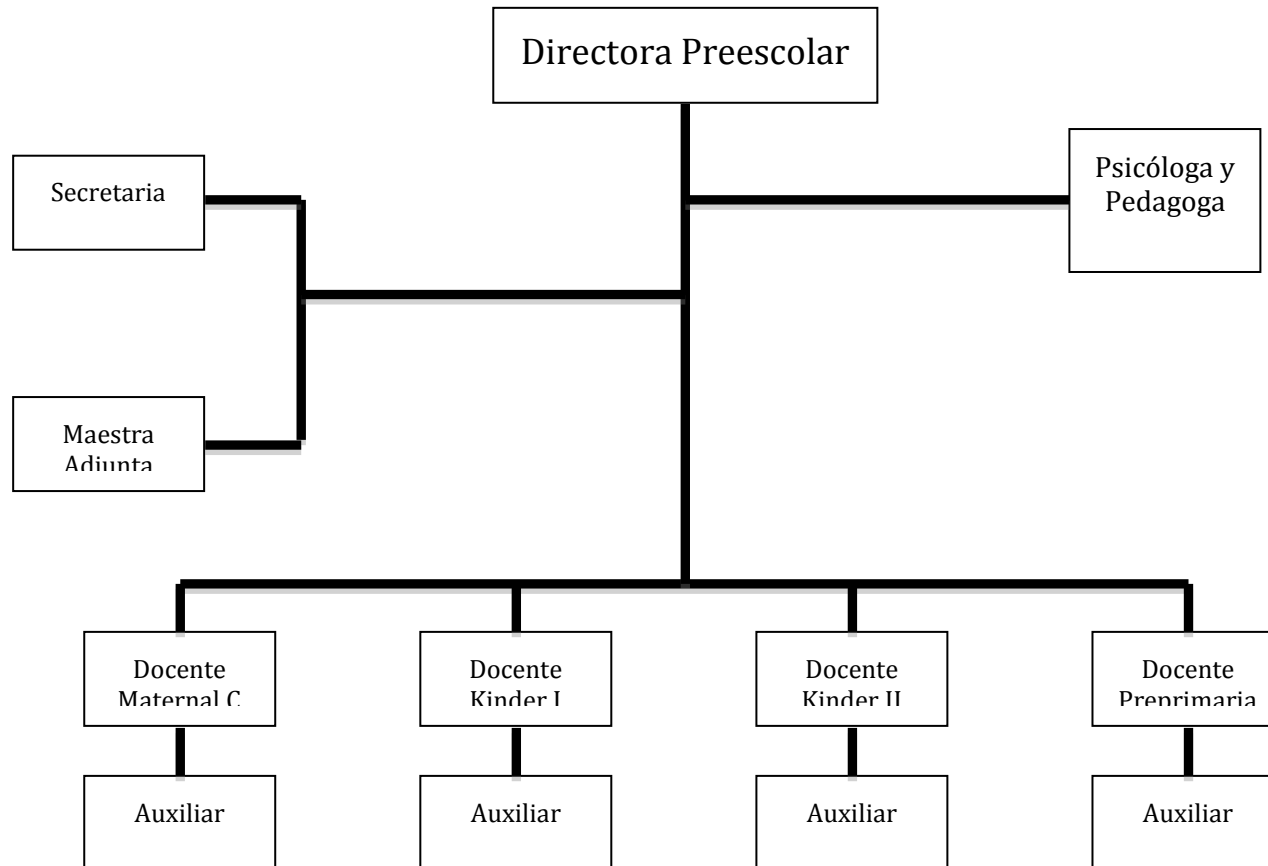 Directora Preescolar
Psicóloga y
Pedagoga
Secretaria
Maestra
Adjunta
Docente
Maternal C
Docente
Kinder I
Docente
Kinder II
Docente
Preprimaria
Auxiliar
Auxiliar
Auxiliar
Auxiliar